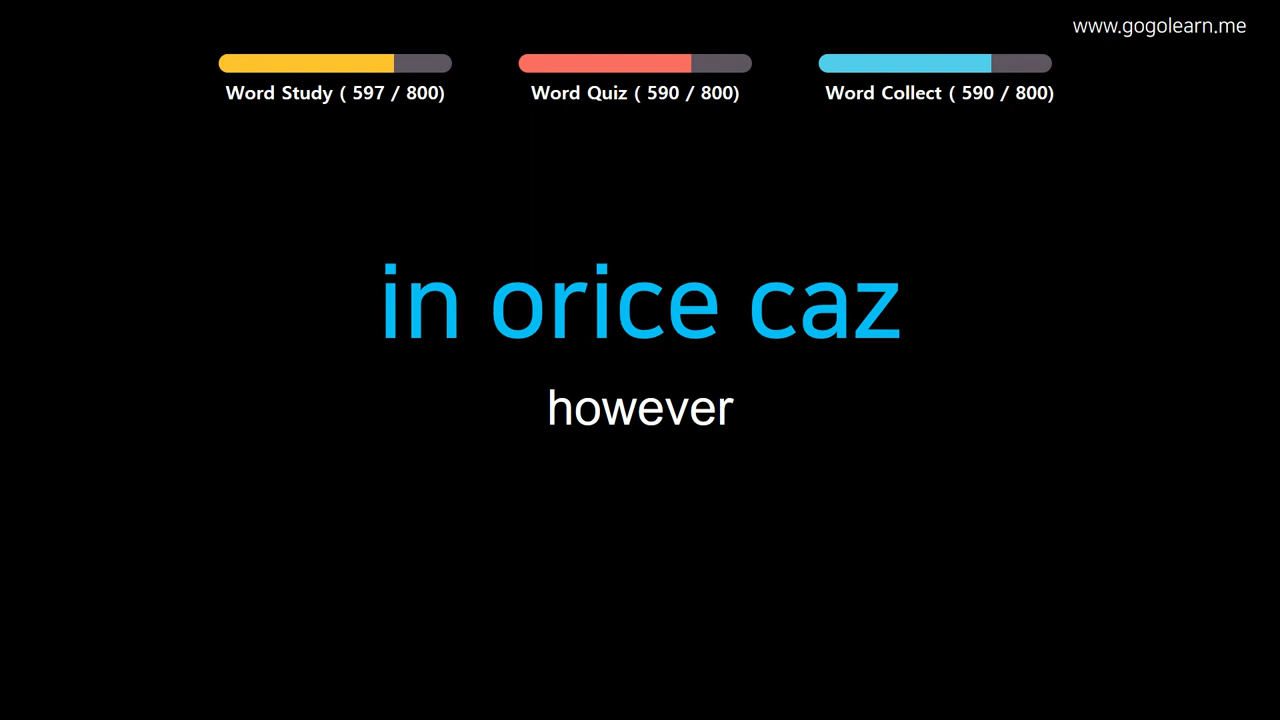 www.gogolearn.me
Word Study ( 597 / 800)
Word Quiz ( 590 / 800)
Word Collect ( 590 / 800)
in orice caz
however